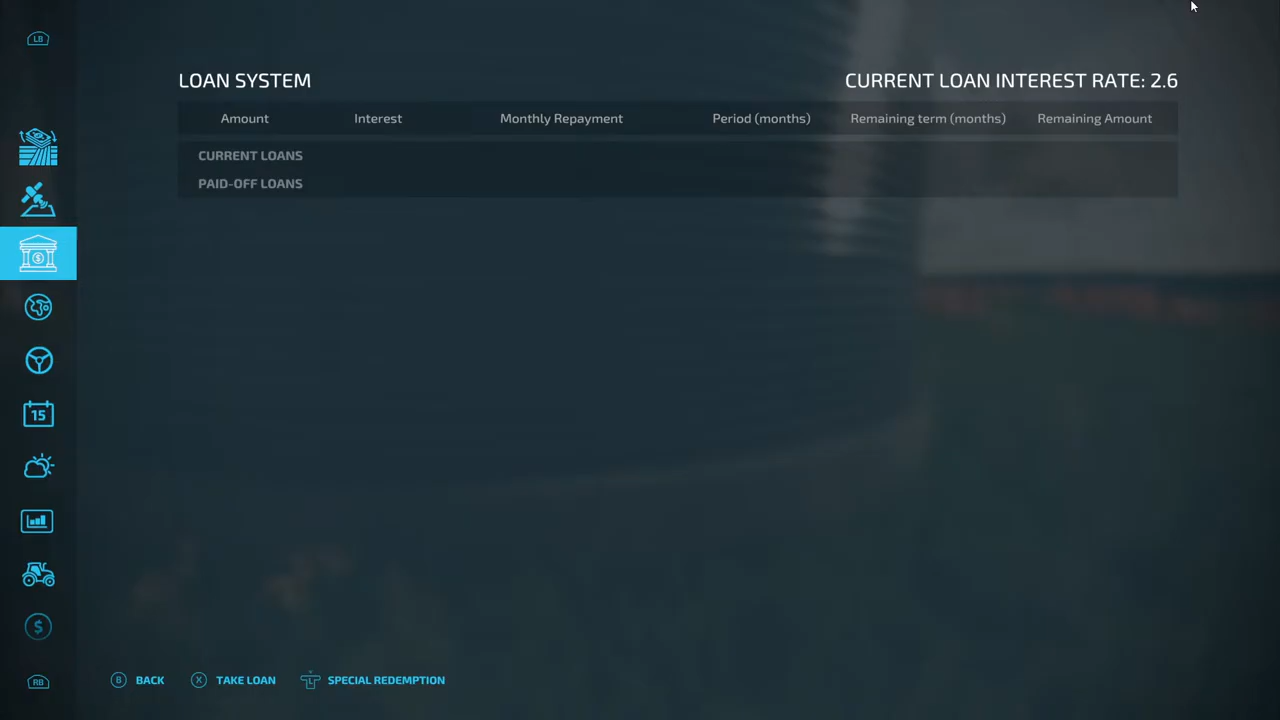 LB
LOAN SYSTEM
CURRENT LOAN INTEREST RATE: 2.6
Amount Interest Monthly Repayment Period (months) Remaining term (months) Remaining Amount
CURRENT LOANS
PAID-OFF LOANS
15
RB
B BACK X TAKE LOAN L SPECIAL REDEMPTION